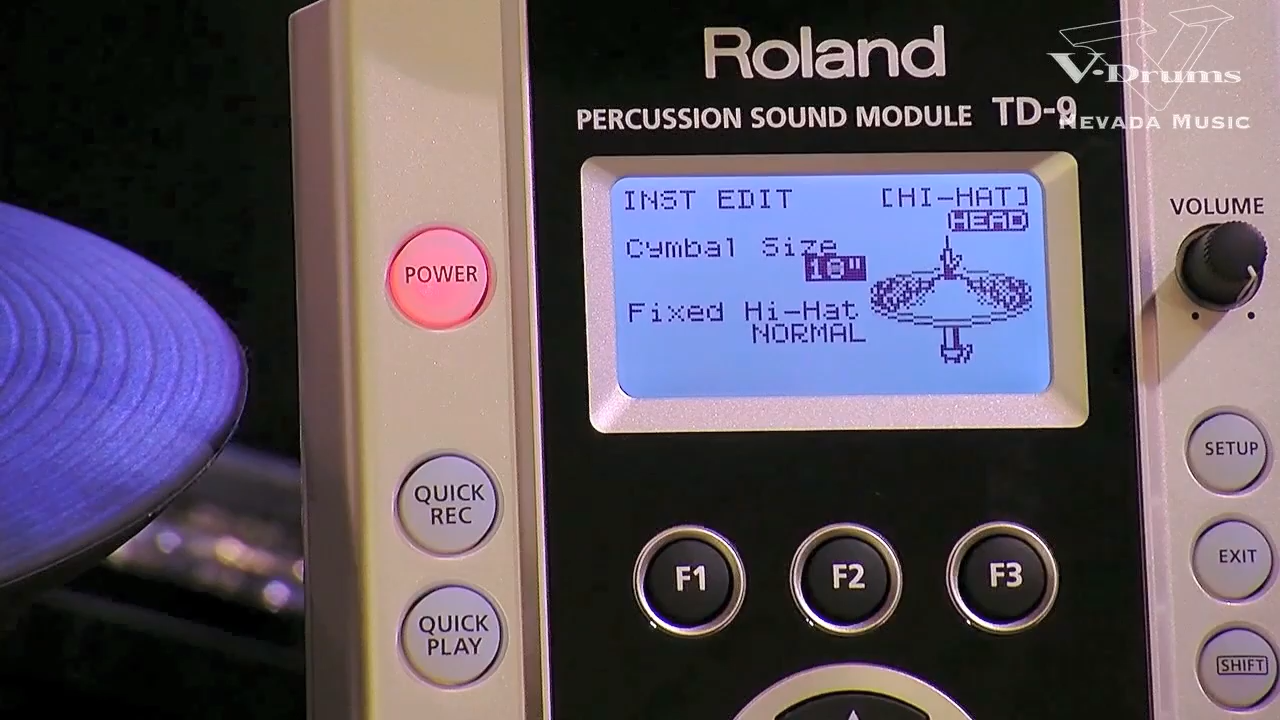 Roland
V-Drums
PERCUSSION SOUND MODULE TD-9
NEVADA MUSIC
INST EDIT [HI-HAT]
HEAD
Cymbal Size
Fixed Hi-Hat
NORMAL
VOLUME
POWER
SETUP
QUICK
REC
EXIT
F1 F2 F3
QUICK
PLAY
SHIFT